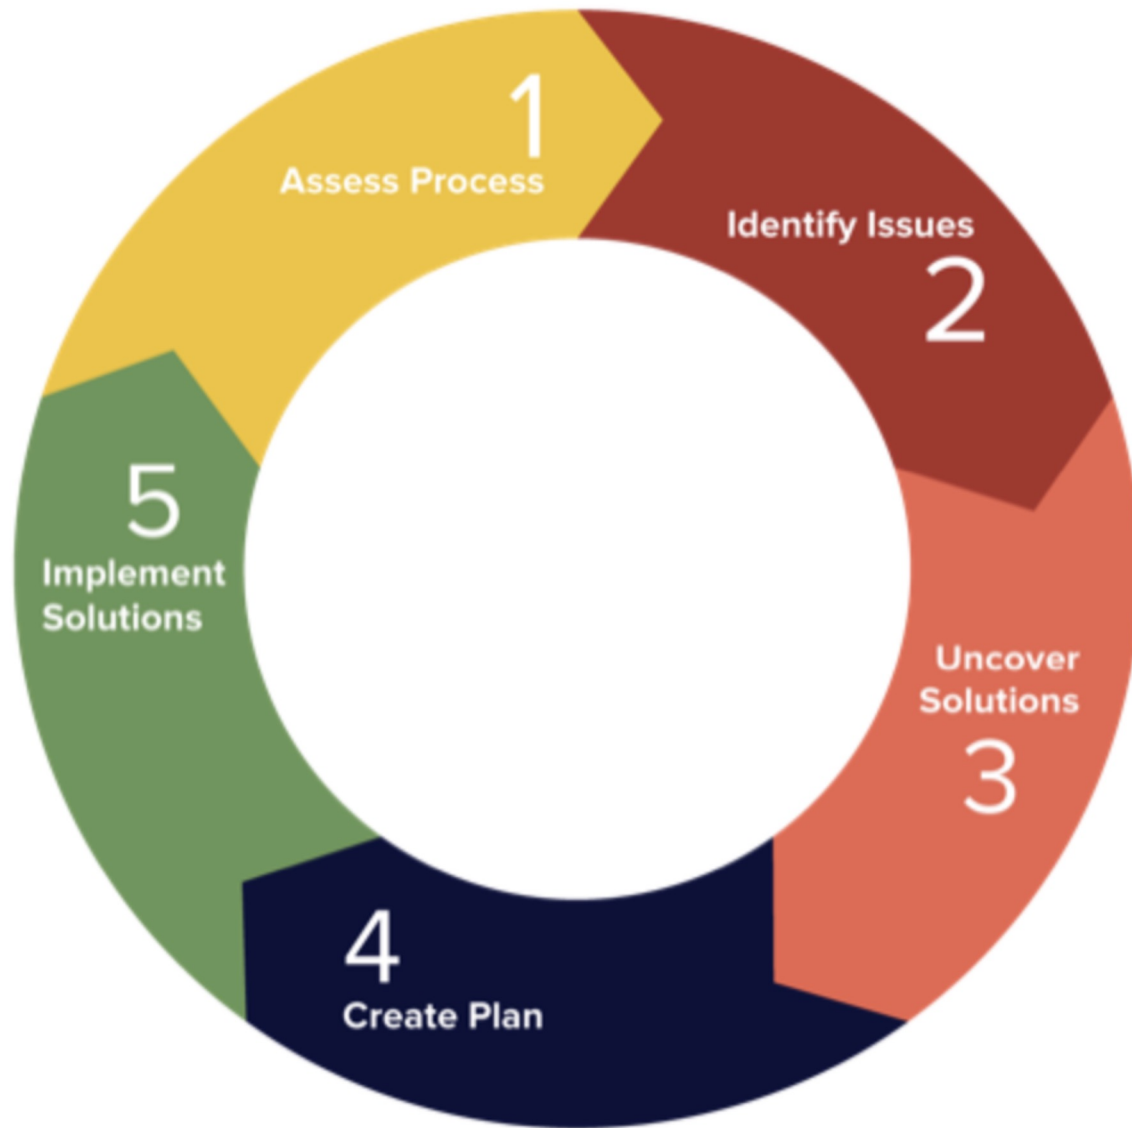 1
Assess Process
Identify Issues
2
Uncover
Solutions
3
4
Create Plan
5
Implement
Solutions